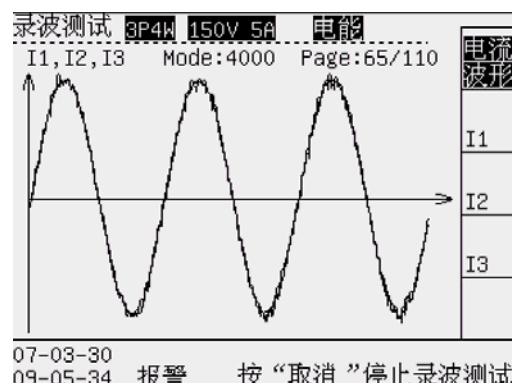 录波测试 3P4W 150V 5A 电能
I1,I2,I3 Mode:4000 Page:65/110
电流
波形
I1
I2
I3
07-03-30
09-05-34 报警 按“取消”停止录波测试